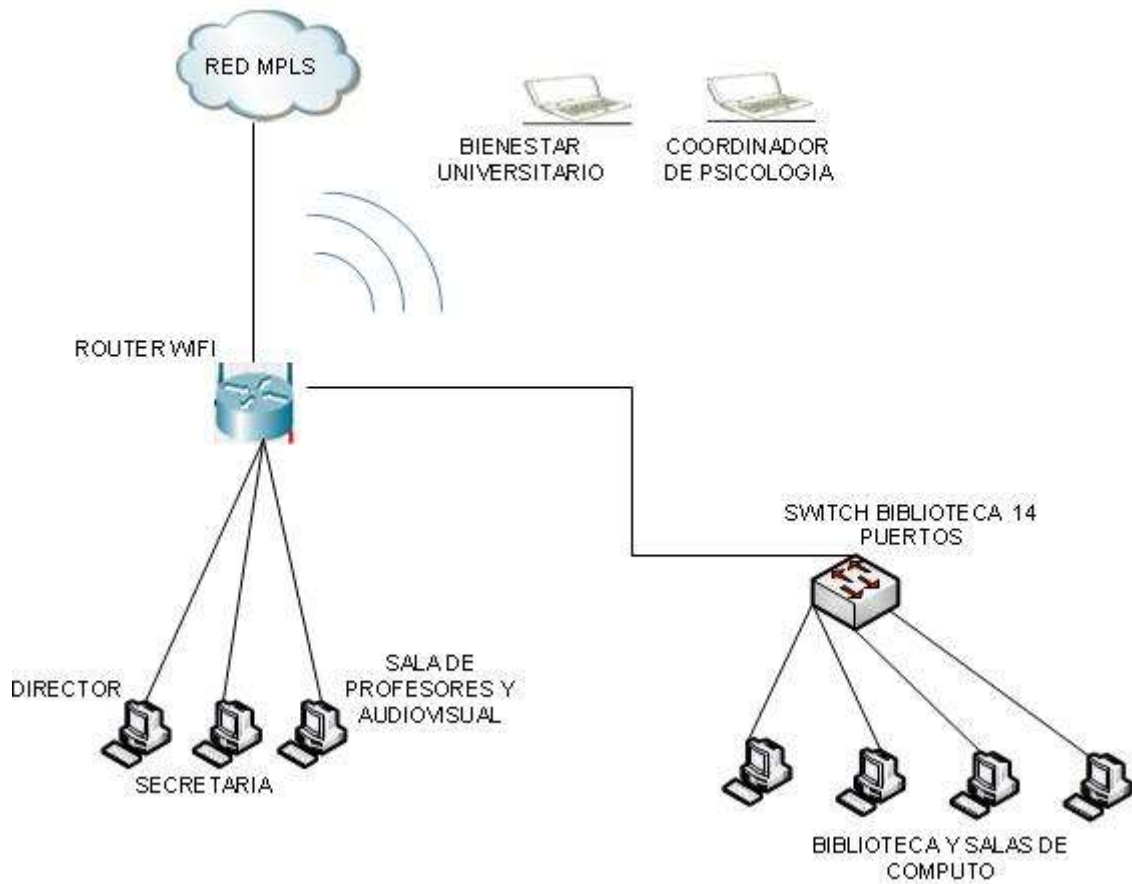 RED MPLS
BIENESTAR
UNIVERSITARIO
COORDINADOR
DE PSICOLOGIA
ROUTER WIFI
SWITCH BIBLIOTECA 14
PUERTOS
DIRECTOR
SALA DE
PROFESORES Y
AUDIOVISUAL
SECRETARIA
BIBLIOTECA Y SALAS DE
COMPUTO